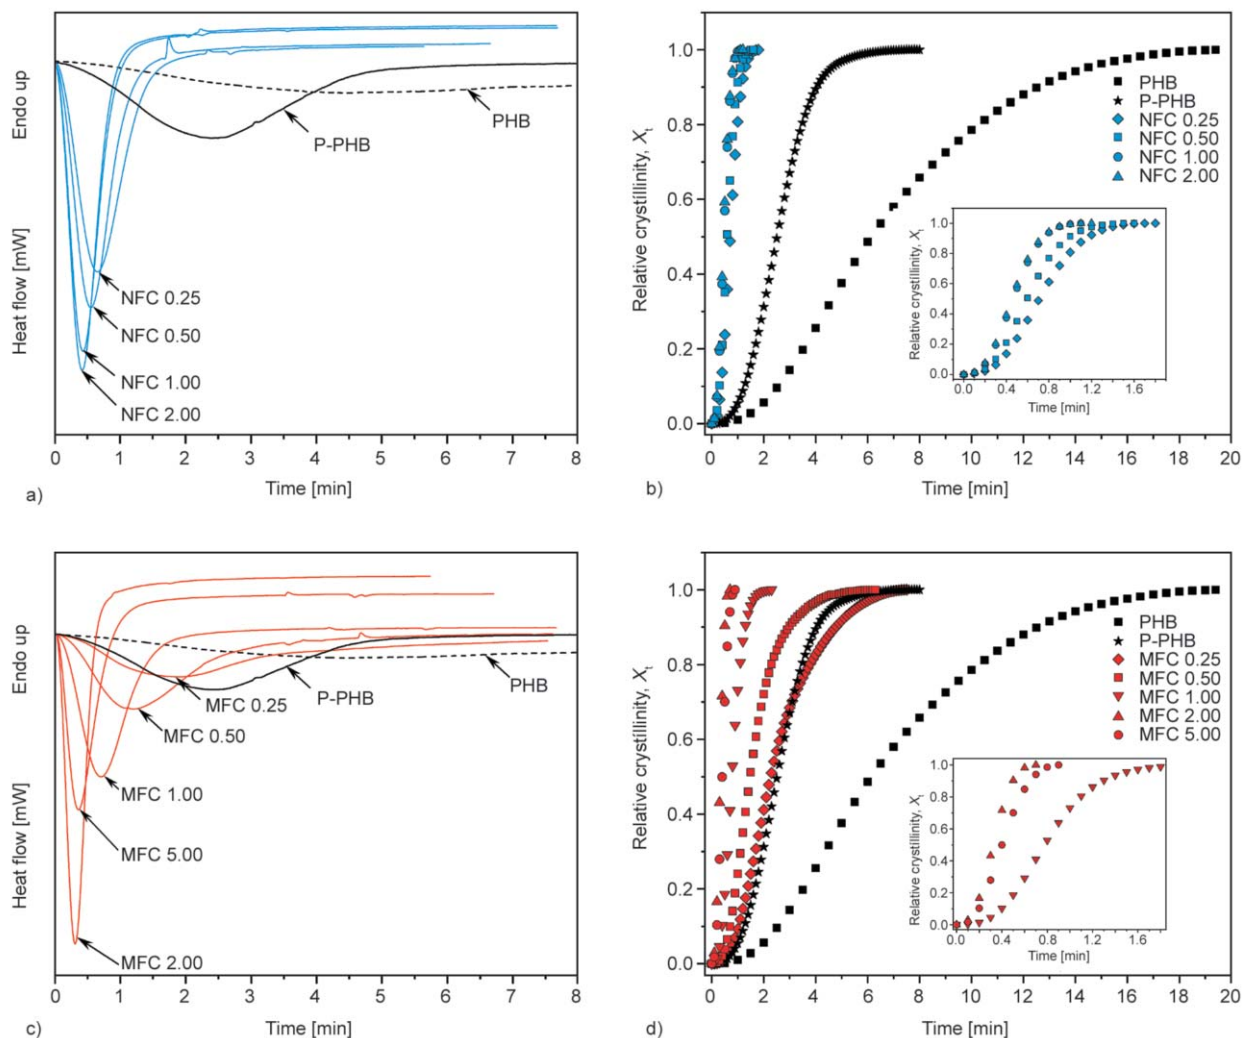 Endo up
Heat flow [mW]
PHB
P-PHB
NFC 0.25
NFC 0.50
NFC 1.00
NFC 2.00
0 1 2 3 4 5 6 7 8
Time [min]
a)
Relative crystillinity, Xt
1.0
0.8
0.6
0.4
0.2
0.0
PHB
P-PHB
NFC 0.25
NFC 0.50
NFC 1.00
NFC 2.00
Relative crystillinity, Xt
1.0
0.8
0.6
0.4
0.2
0.0
0.0 0.4 0.8 1.2 1.6
Time [min]
0 2 4 6 8 10 12 14 16 18 20
Time [min]
b)
Endo up
Heat flow [mW]
PHB
P-PHB
MFC 0.25
MFC 0.50
MFC 1.00
MFC 5.00
MFC 2.00
0 1 2 3 4 5 6 7 8
Time [min]
c)
Relative crystillinity, Xt
1.0
0.8
0.6
0.4
0.2
0.0
PHB
P-PHB
MFC 0.25
MFC 0.50
MFC 1.00
MFC 2.00
MFC 5.00
Relative crystillinity, Xt
1.0
0.8
0.6
0.4
0.2
0.0
0.0 0.4 0.8 1.2 1.6
Time [min]
0 2 4 6 8 10 12 14 16 18 20
Time [min]
d)